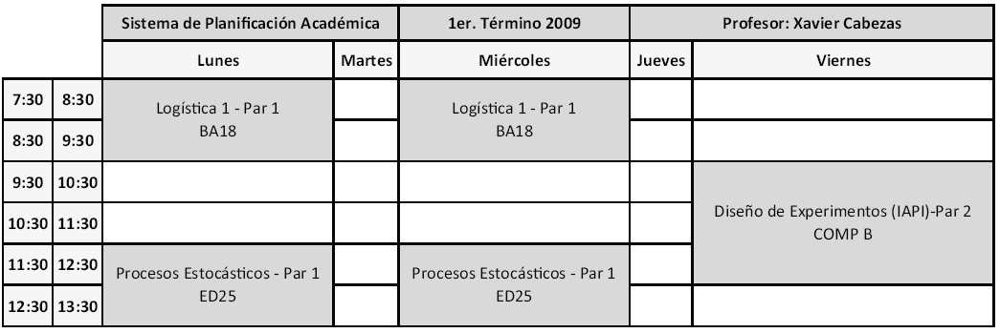 Sistema de Planificación Académica 1er. Término 2009 Profesor: Xavier Cabezas
Lunes Martes Miércoles Jueves Viernes
7:30 8:30
Logística 1 - Par 1
BA18
Logística 1 - Par 1
BA18
8:30 9:30
9:30 10:30
10:30 11:30
Diseño de Experimentos (IAPI)-Par 2
COMP B
11:30 12:30
Procesos Estocásticos - Par 1
ED25
Procesos Estocásticos - Par 1
ED25
12:30 13:30